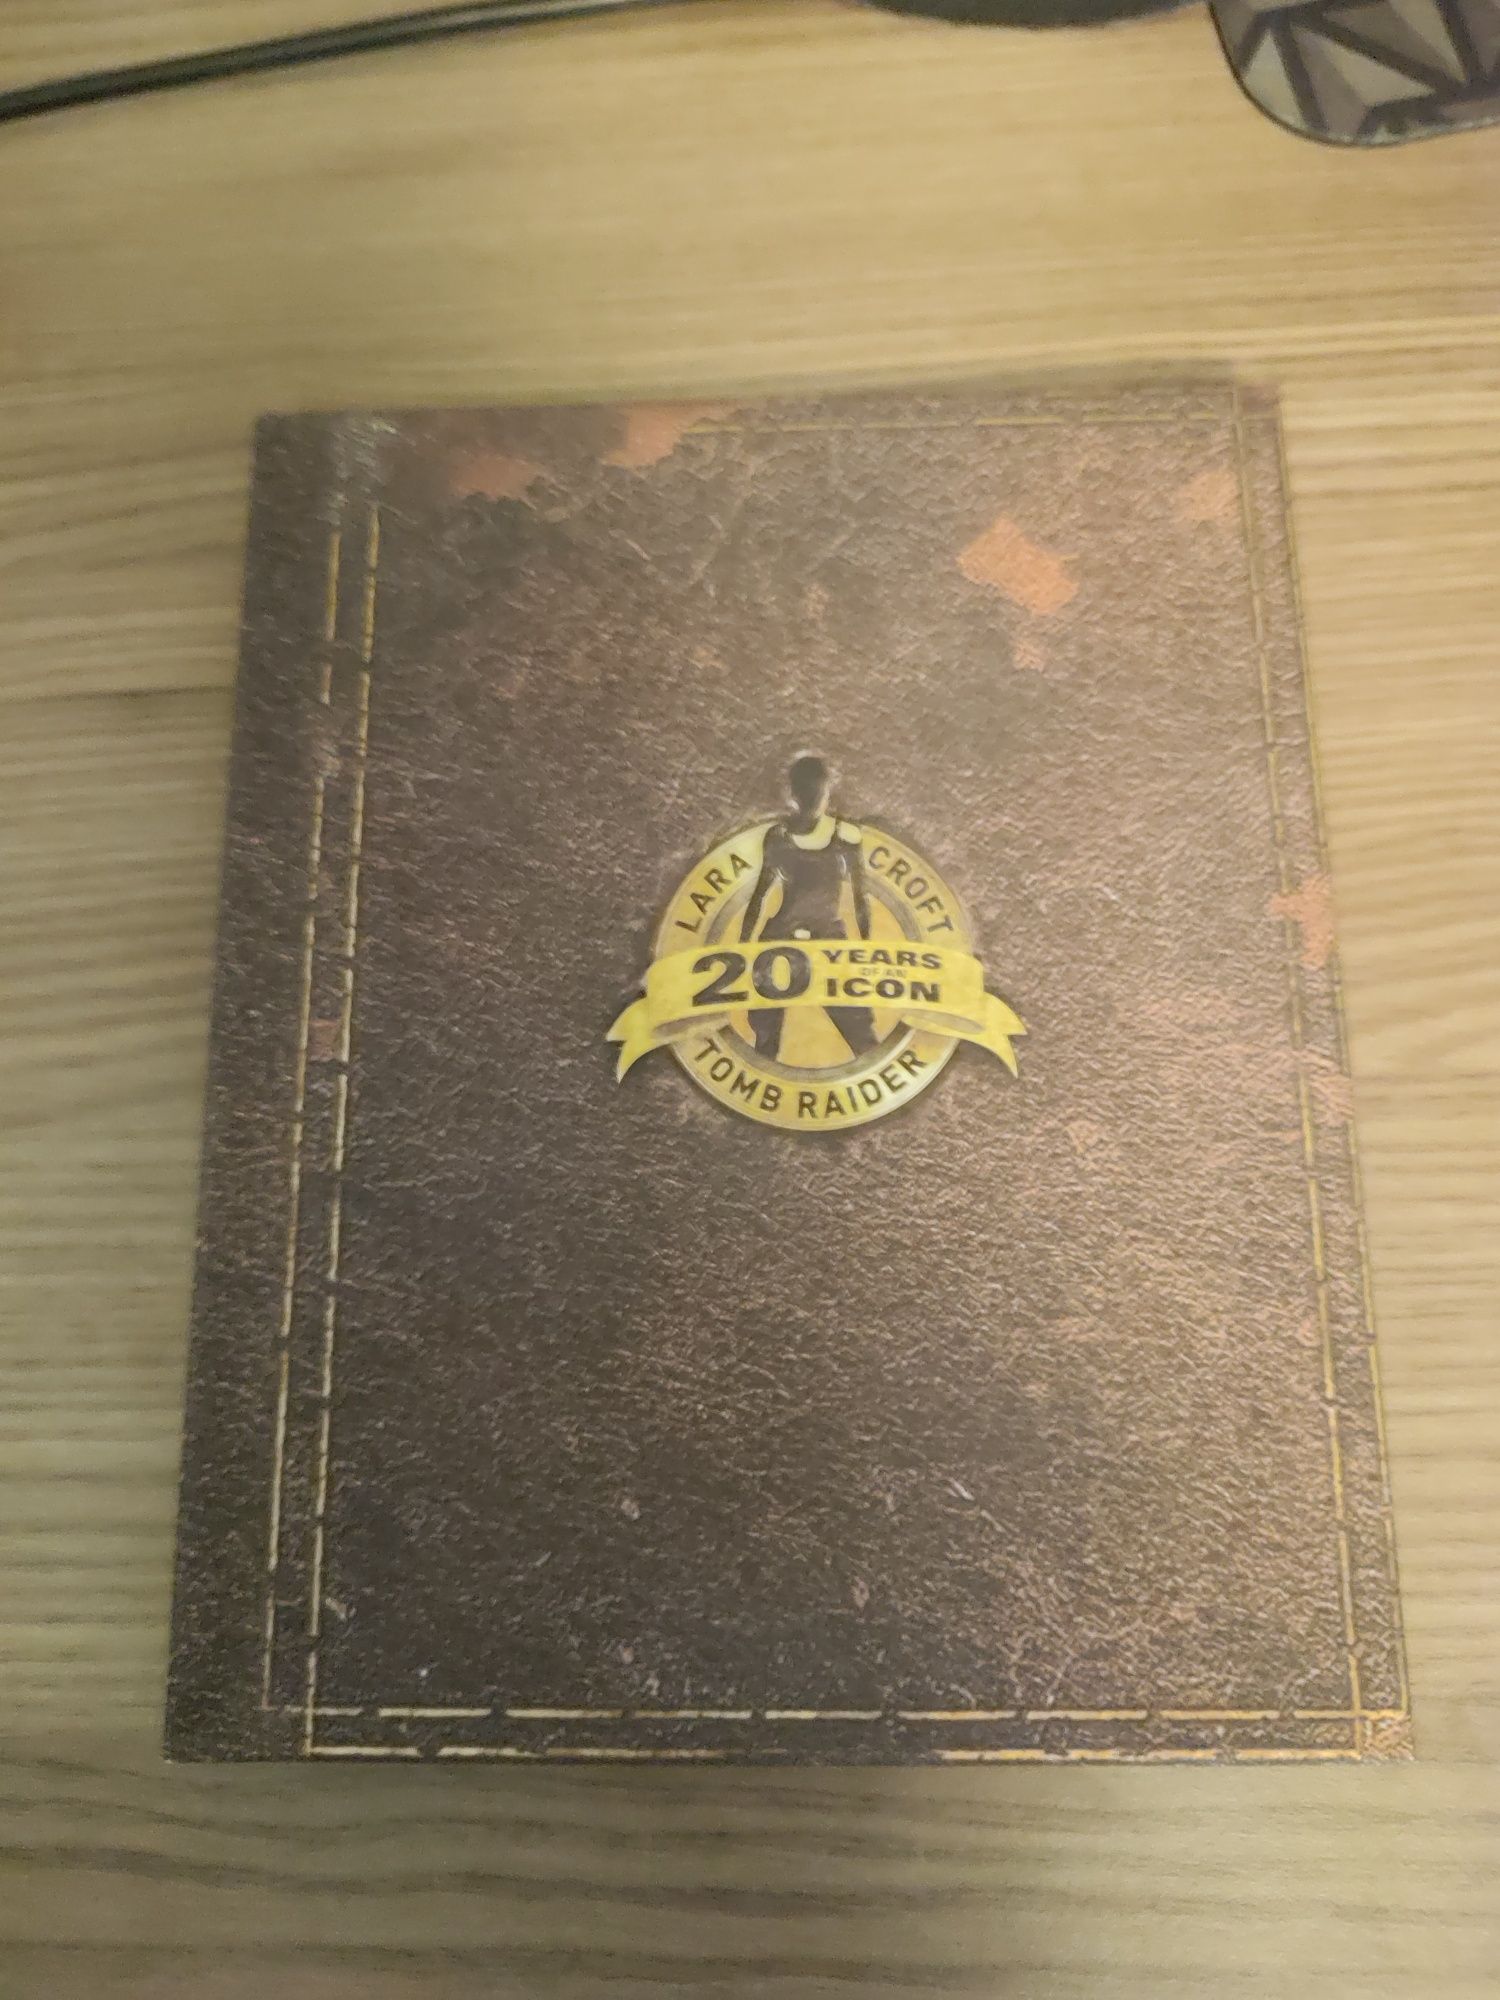 LARA CROFT
20 YEARS
OF AN
ICON
TOMB RAIDER